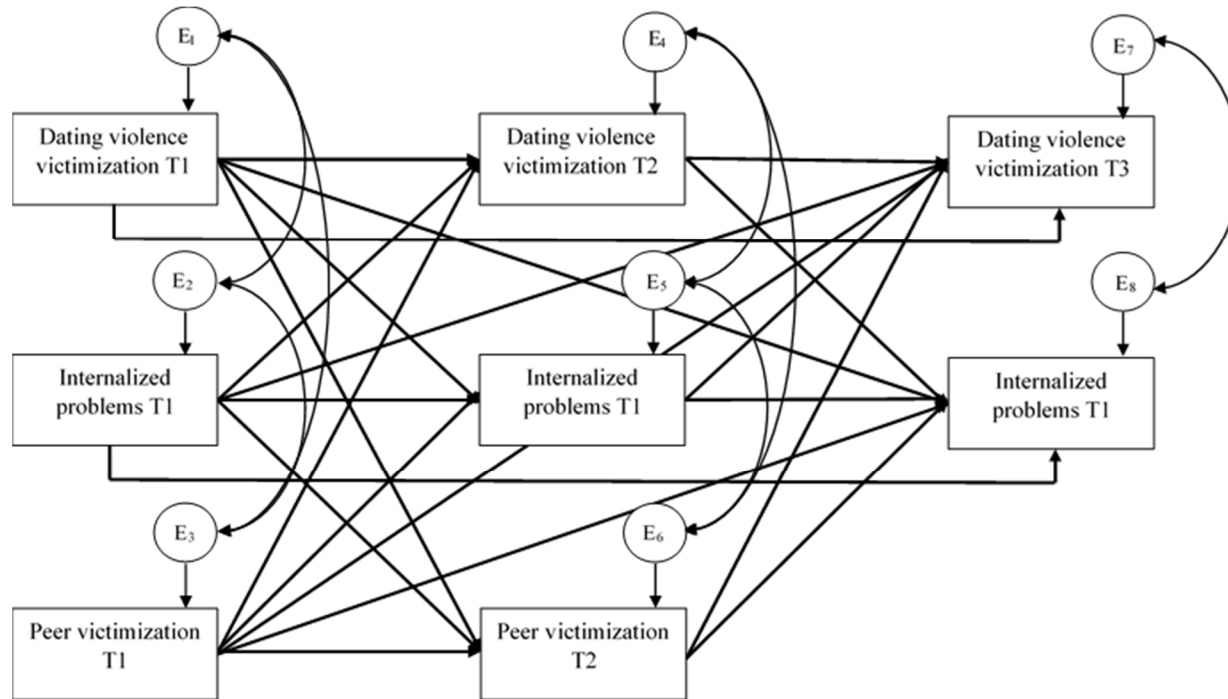 E1
E4
E7
Dating violence
victimization T1
Dating violence
victimization T2
Dating violence
victimization T3
E2
E5
E8
Internalized
problems T1
Internalized
problems T1
Internalized
problems T1
E3
E6
Peer victimization
T1
Peer victimization
T2